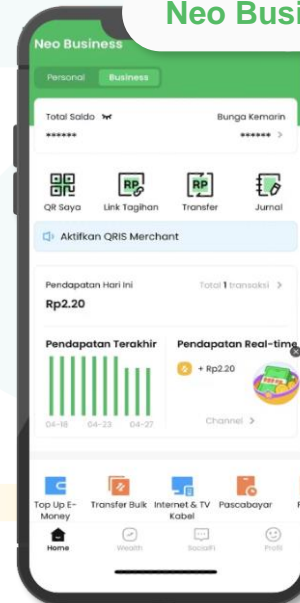 Neo Busi
Neo Business
Personal Business
Total Saldo Bunga Kemarin
****** ****** >
QR Saya Link Tagihan Transfer Jurnal
Aktifkan QRIS Merchant
Pendapatan Hari Ini Total 1 transaksi >
Rp2.20
Pendapatan Terakhir Pendapatan Real-time
+ Rp2.20
04-18 04-23 04-27 Channel >
Top Up E- Transfer Bulk Internet & TV Pascabayar
Money Kabel
Home Wealth SocialFi Profil